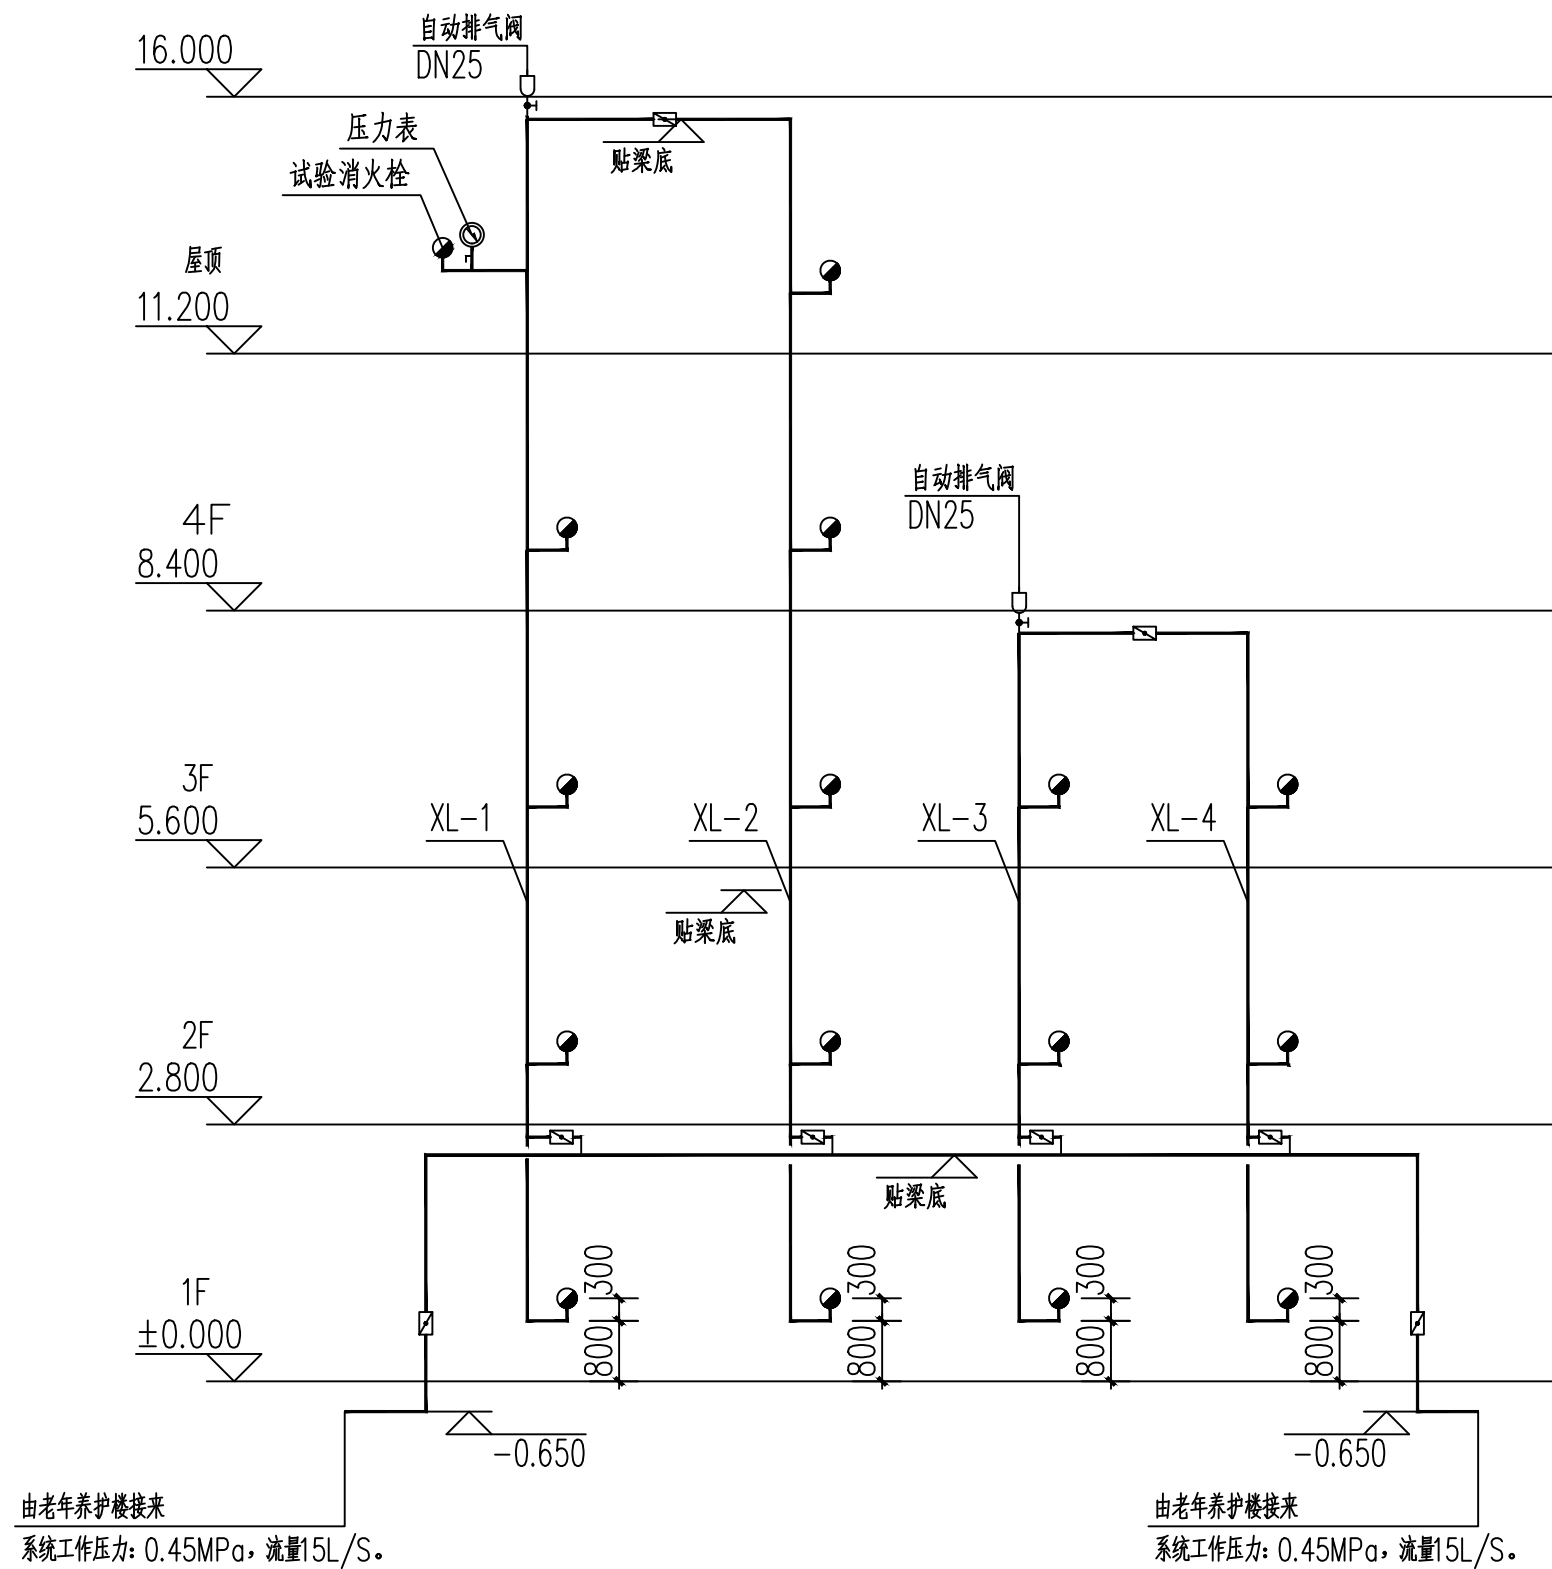 自动排气阀
DN25
16.000
压力表
贴梁底
试验消火栓
屋顶
11.200
自动排气阀
DN25
4F
8.400
3F
5.600
XL-1
XL-2
XL-3
XL-4
贴梁底
2F
2.800
贴梁底
1F
±0.000
300
800
300
800
300
800
300
800
-0.650
-0.650
由老年养护楼接来
系统工作压力：0.45MPa，流量15L/S。
由老年养护楼接来
系统工作压力：0.45MPa，流量15L/S。